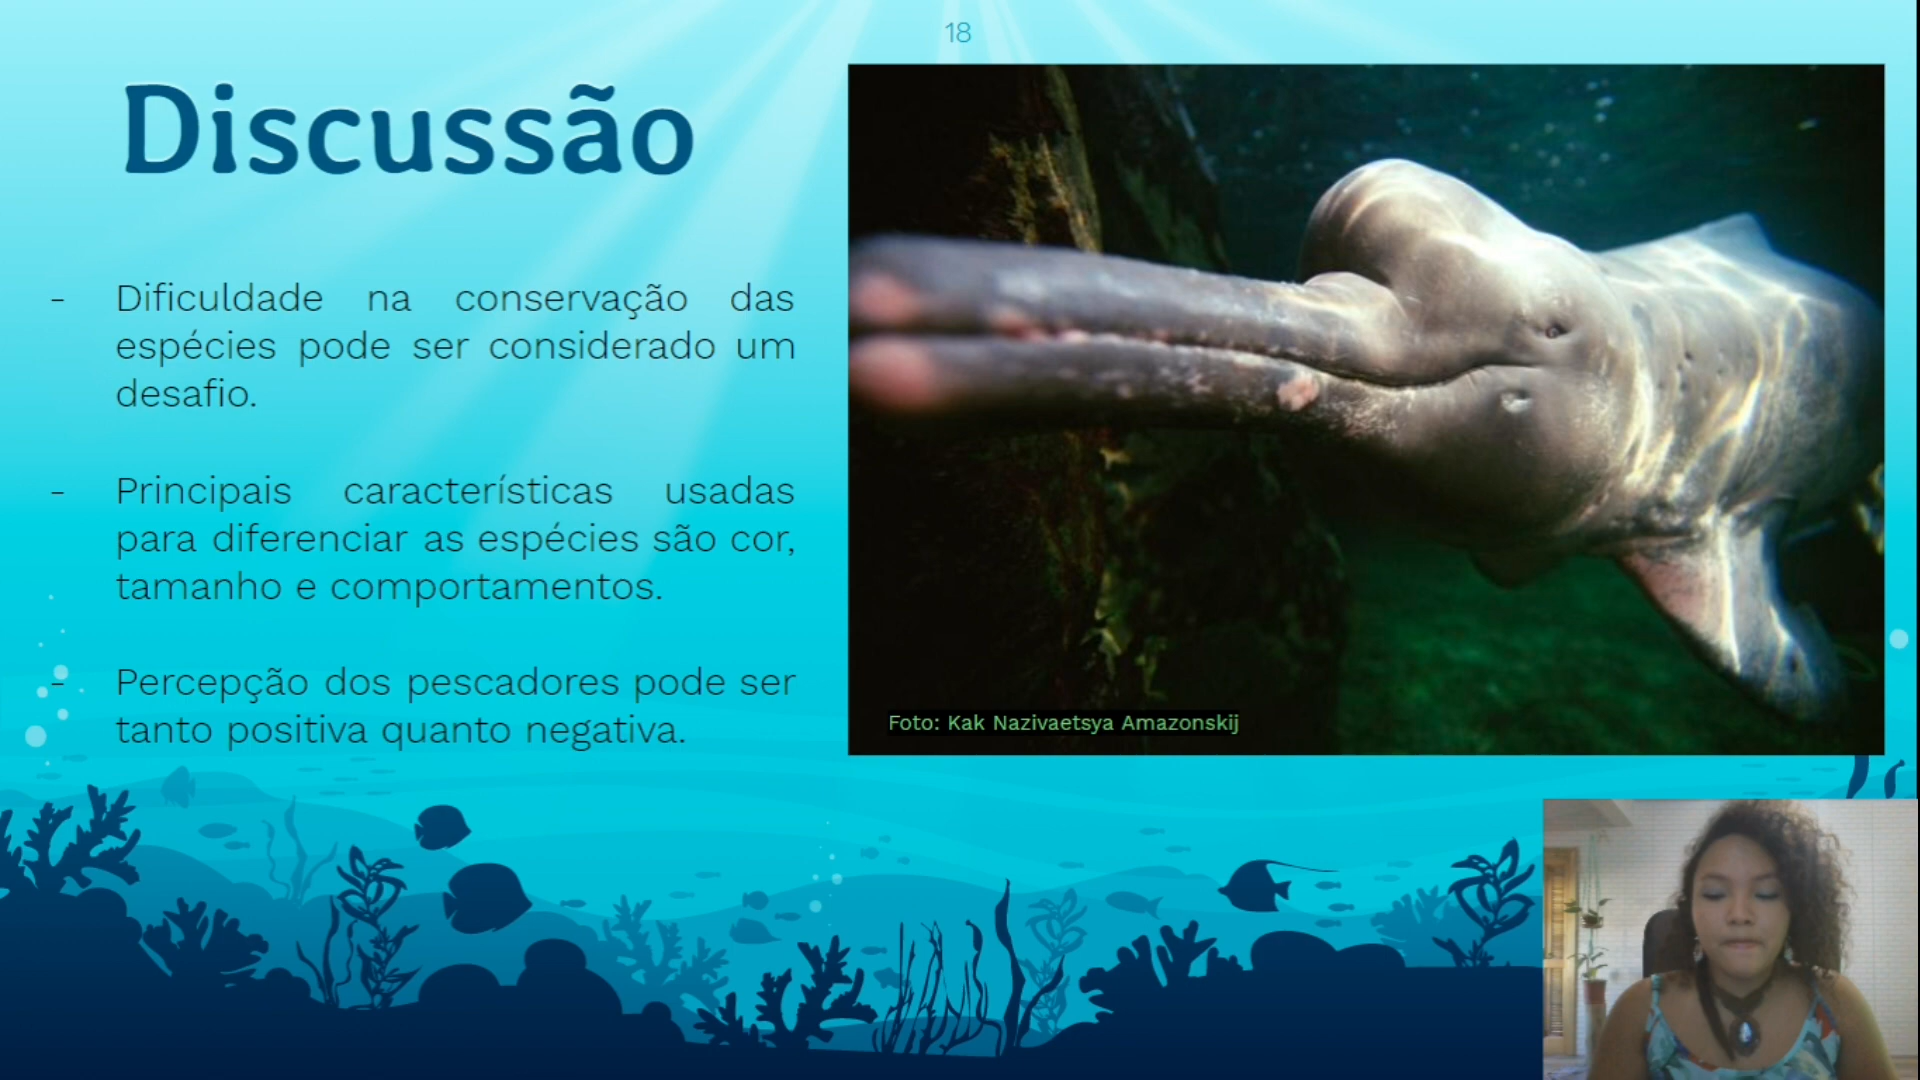 18
Discussão
- Dificuldade na conservação das
espécies pode ser considerado um
desafio.
- Principais características usadas
para diferenciar as espécies são cor,
tamanho e comportamentos.
- Percepção dos pescadores pode ser
tanto positiva quanto negativa.
Foto: Kak Nazivaetsya Amazonskij